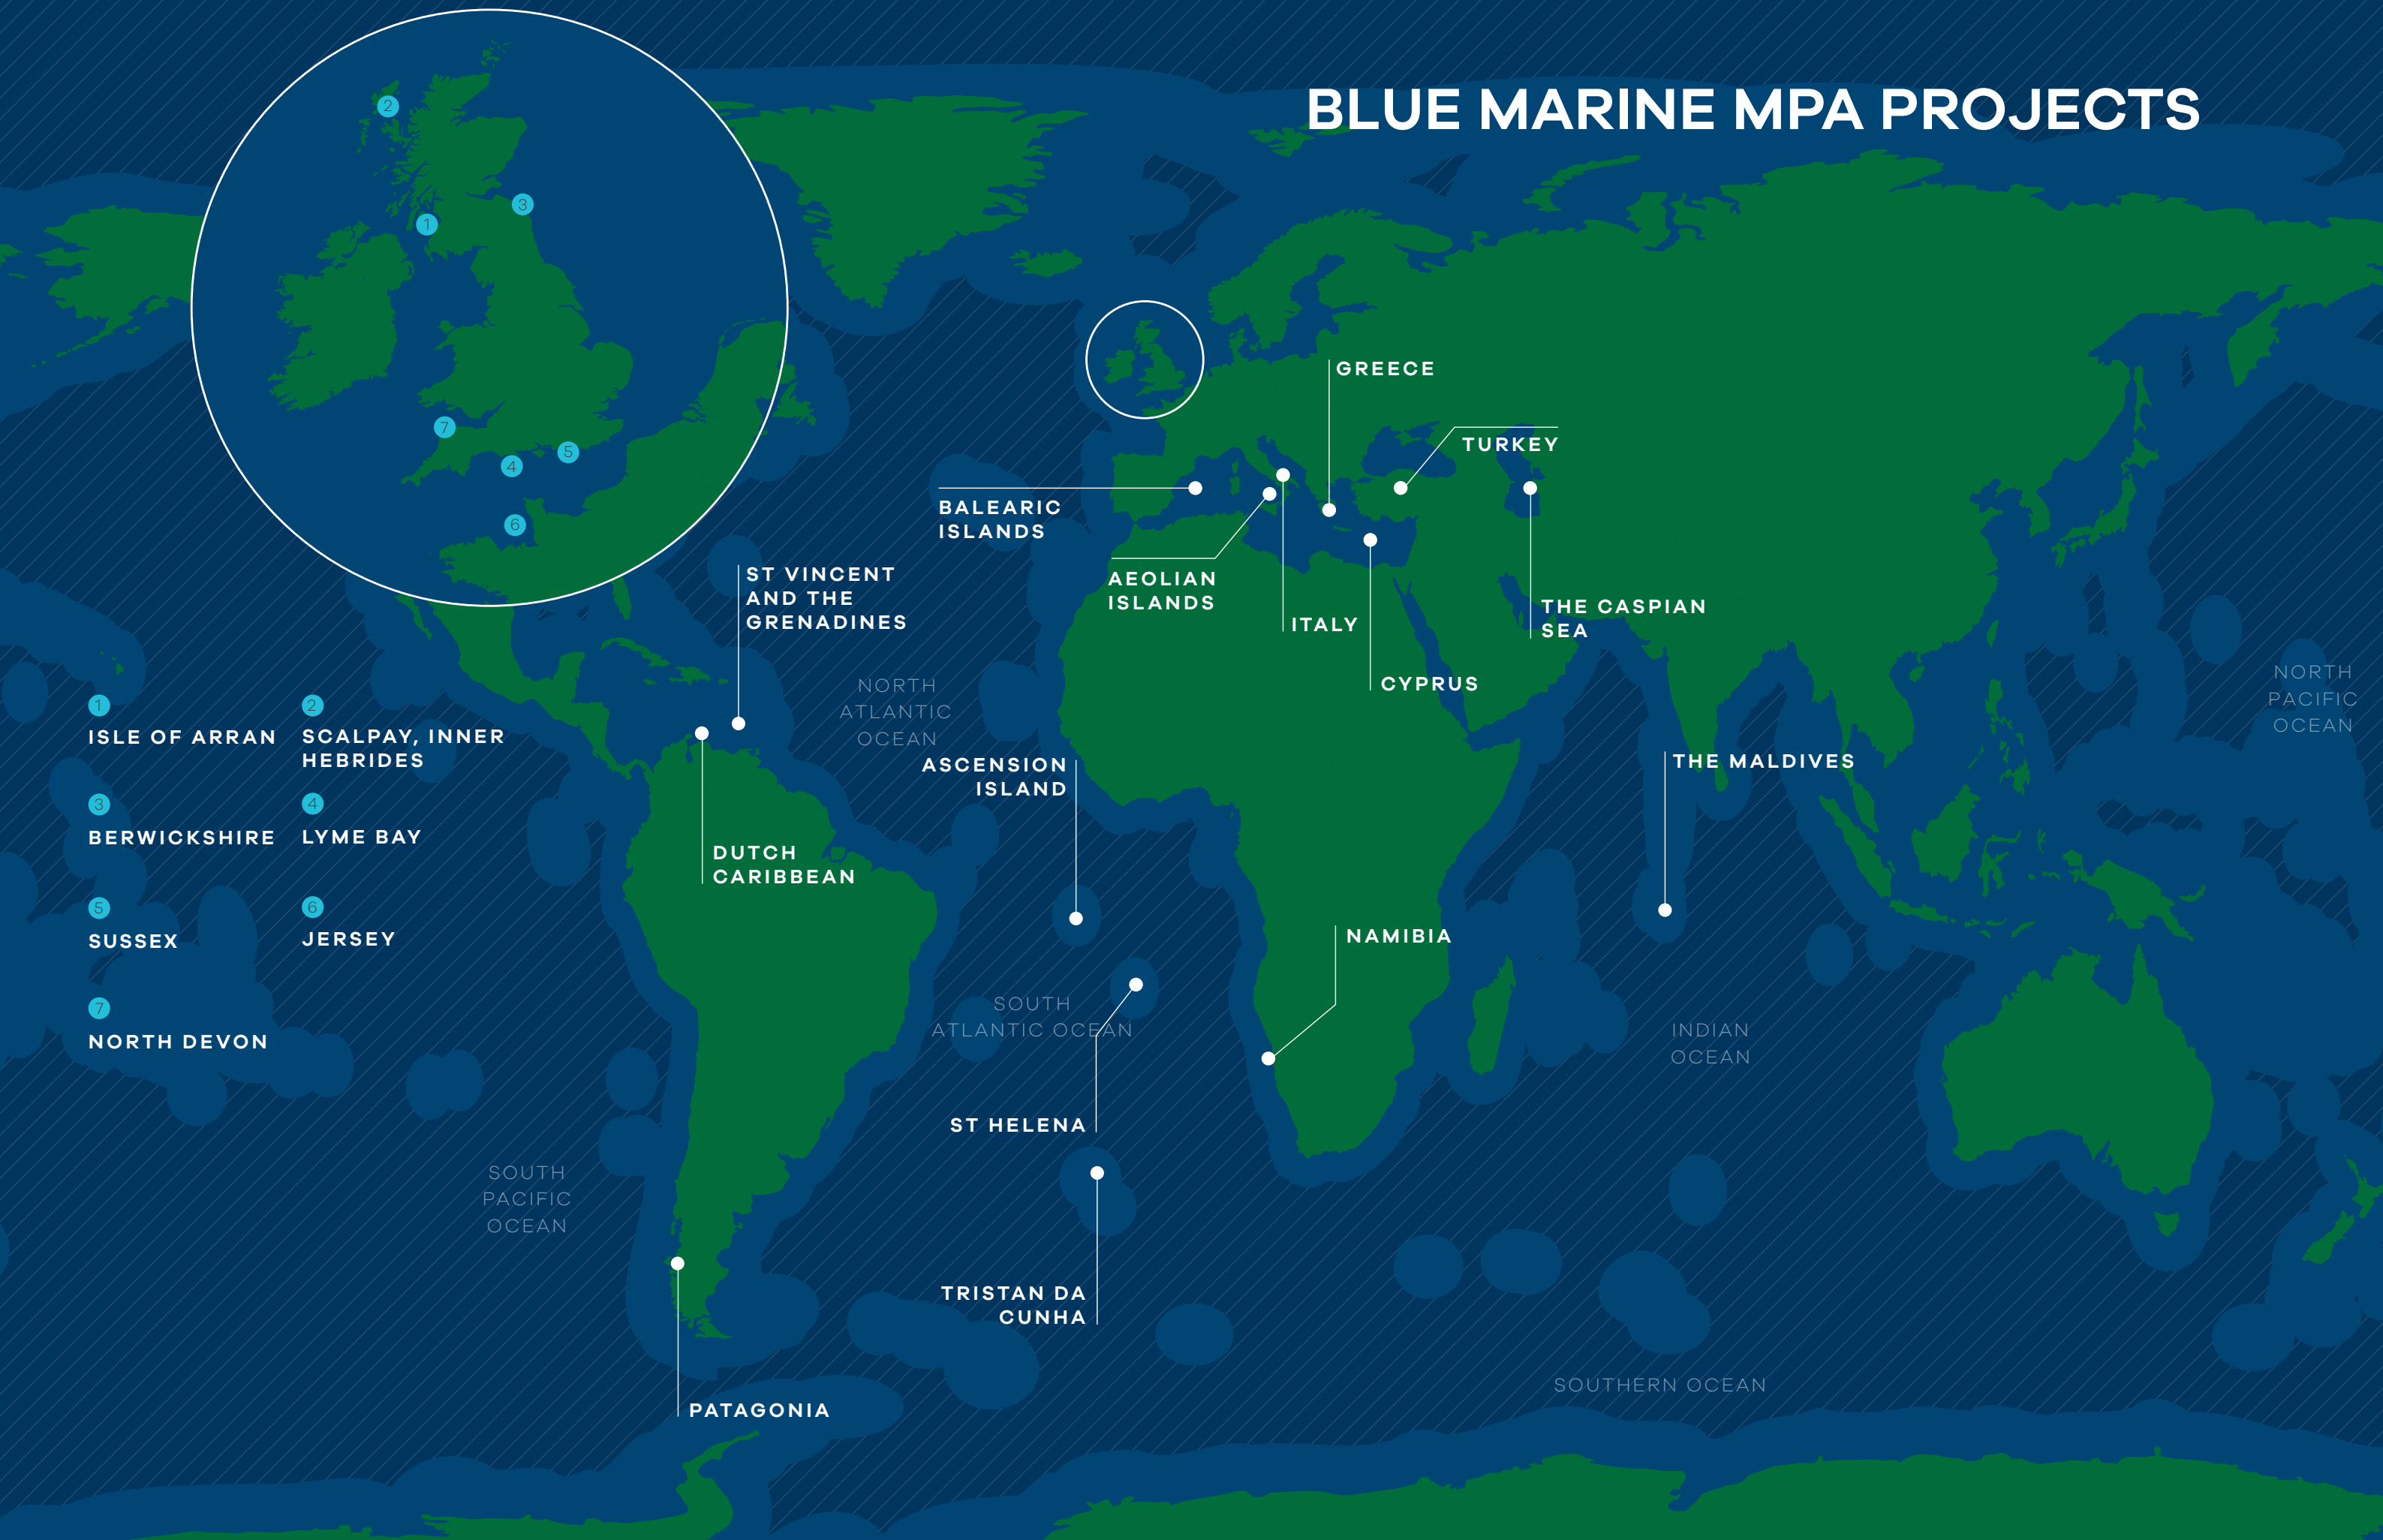 BLUE MARINE MPA PROJECTS
2
3
1
7
5
4
6
GREECE
TURKEY
BALEARIC
ISLANDS
AEOLIAN
ISLANDS
ITALY
CYPRUS
THE CASPIAN
SEA
ST VINCENT
AND THE
GRENADINES
NORTH
ATLANTIC
OCEAN
NORTH
PACIFIC
OCEAN
1
ISLE OF ARRAN
2
SCALPAY, INNER
HEBRIDES
3
BERWICKSHIRE
4
LYME BAY
5
SUSSEX
6
JERSEY
7
NORTH DEVON
ASCENSION
ISLAND
THE MALDIVES
DUTCH
CARIBBEAN
NAMIBIA
SOUTH
ATLANTIC OCEAN
INDIAN
OCEAN
ST HELENA
SOUTH
PACIFIC
OCEAN
TRISTAN DA
CUNHA
SOUTHERN OCEAN
PATAGONIA